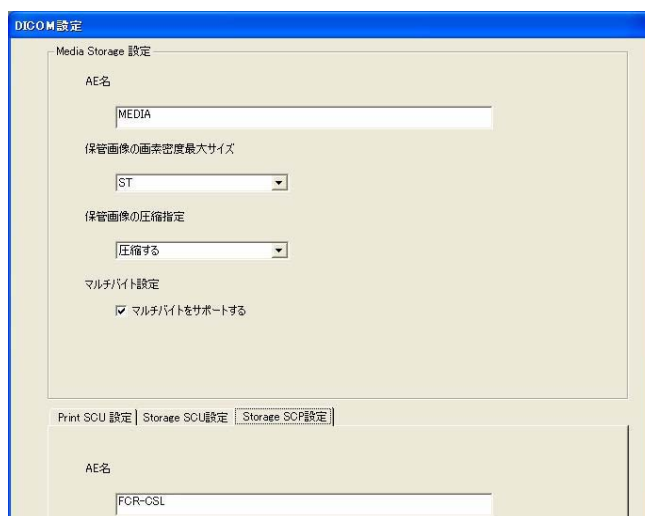 DICOM設定
Media Storage 設定
AE名
MEDIA
保管画像の画素密度最大サイズ
ST
保管画像の圧縮指定
圧縮する
マルチバイト設定
マルチバイトをサポートする
Print SCU 設定 Storage SCU設定 Storage SCP設定
AE名
FCR-CSL